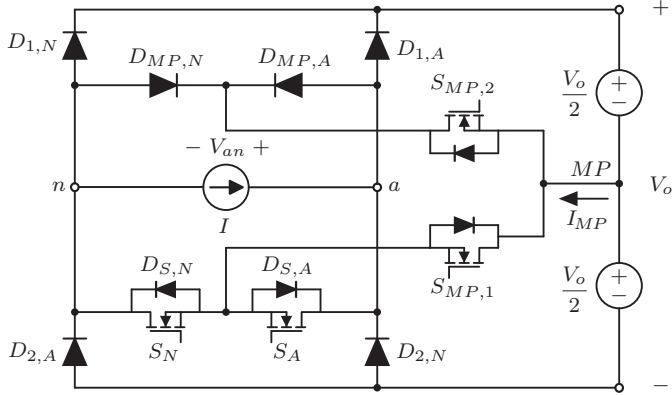 +
D_{1,N}
D_{MP,N}
D_{MP,A}
D_{1,A}
S_{MP,2}
V_o
2
+
−
− V_{an} +
MP
n
a
V_o
I
I_{MP}
D_{S,N}
D_{S,A}
S_{MP,1}
V_o
2
+
−
D_{2,A}
S_N
S_A
D_{2,N}
−